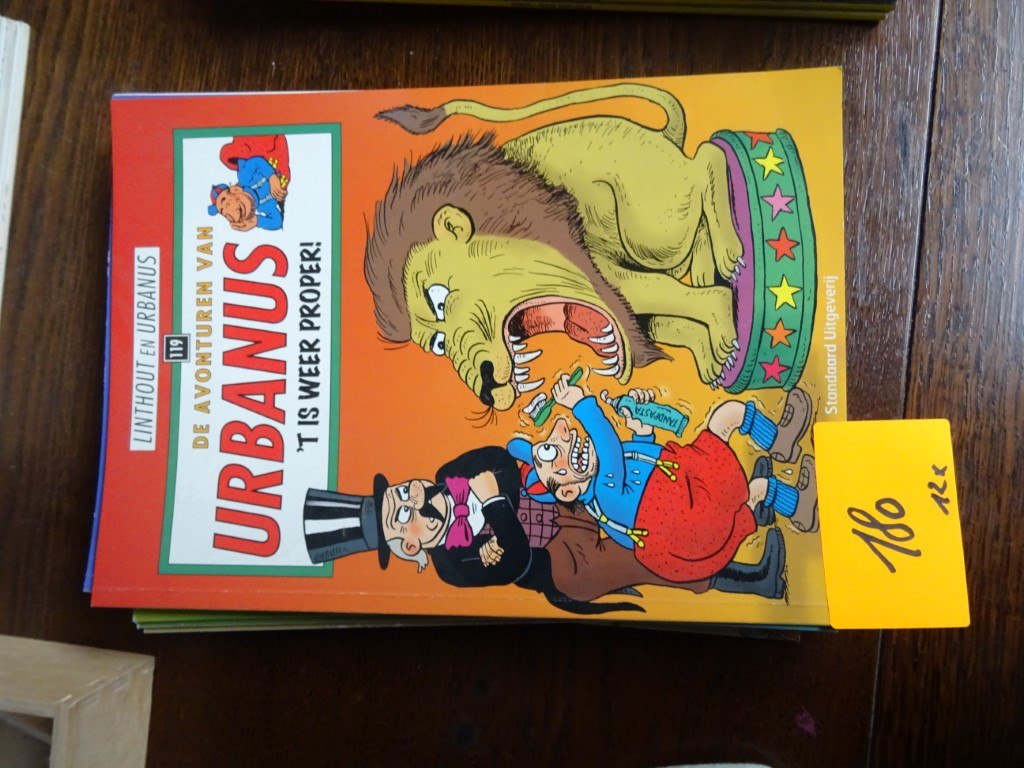 LINTHOUT EN URBANUS
119
DE AVONTUREN VAN
URBANUS
'T IS WEER PROPER!
TANDPASTA
Standaard Uitgeverij
180
12x